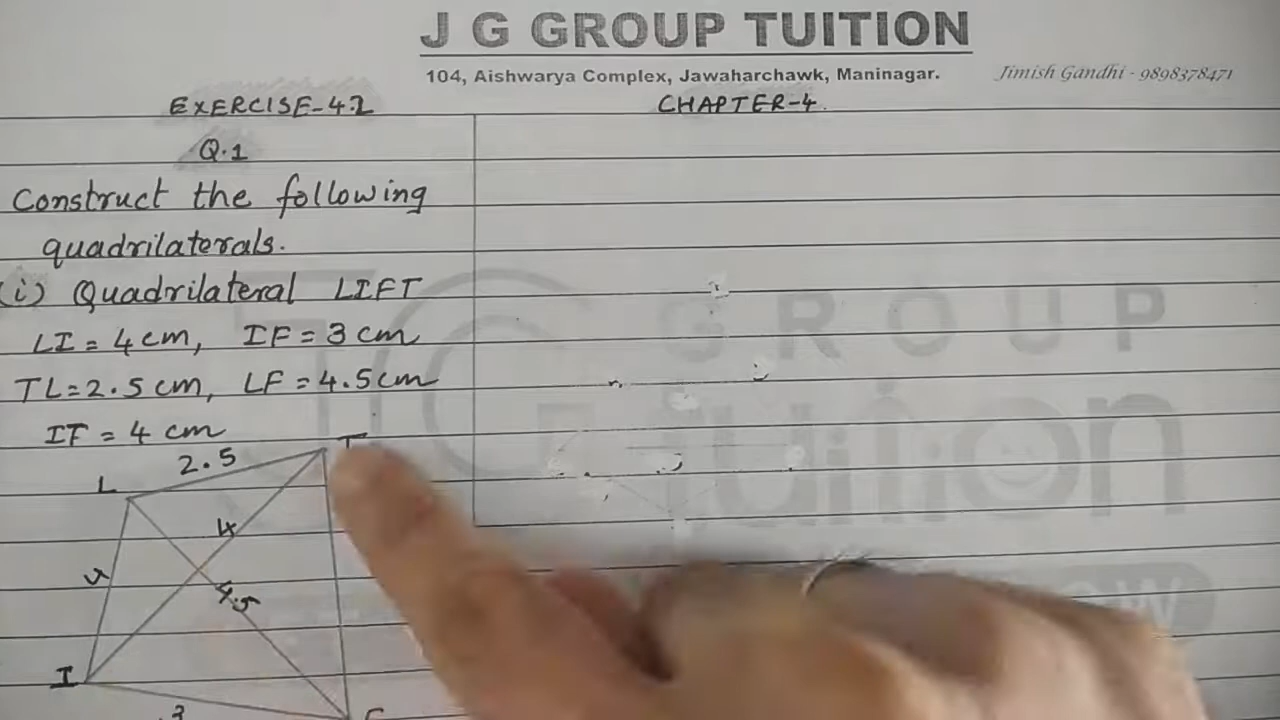 J G GROUP TUITION
104, Aishwarya Complex, Jawaharchawk, Maninagar.
Jimish Gandhi - 9898378471
EXERCISE-4.2
CHAPTER-4.
Q.1
Construct the following
quadrilaterals.
(i) Quadrilateral LIFT
LI = 4 cm, IF = 3 cm
TL = 2.5 cm, LF = 4.5 cm
IT = 4 cm
2.5
T
L
4
4
4.5
I
3
GROUP
Tuition